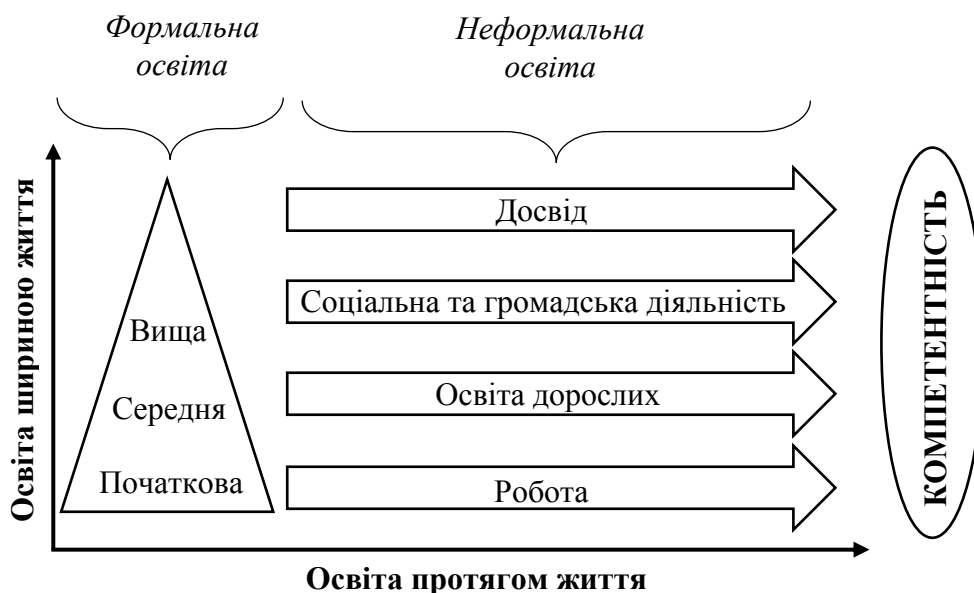 Формальна
освіта
Неформальна
освіта
Освіта шириною життя
Вища
Середня
Початкова
Досвід
Соціальна та громадська діяльність
Освіта дорослих
Робота
КОМПЕТЕНТНІСТЬ
Освіта протягом життя